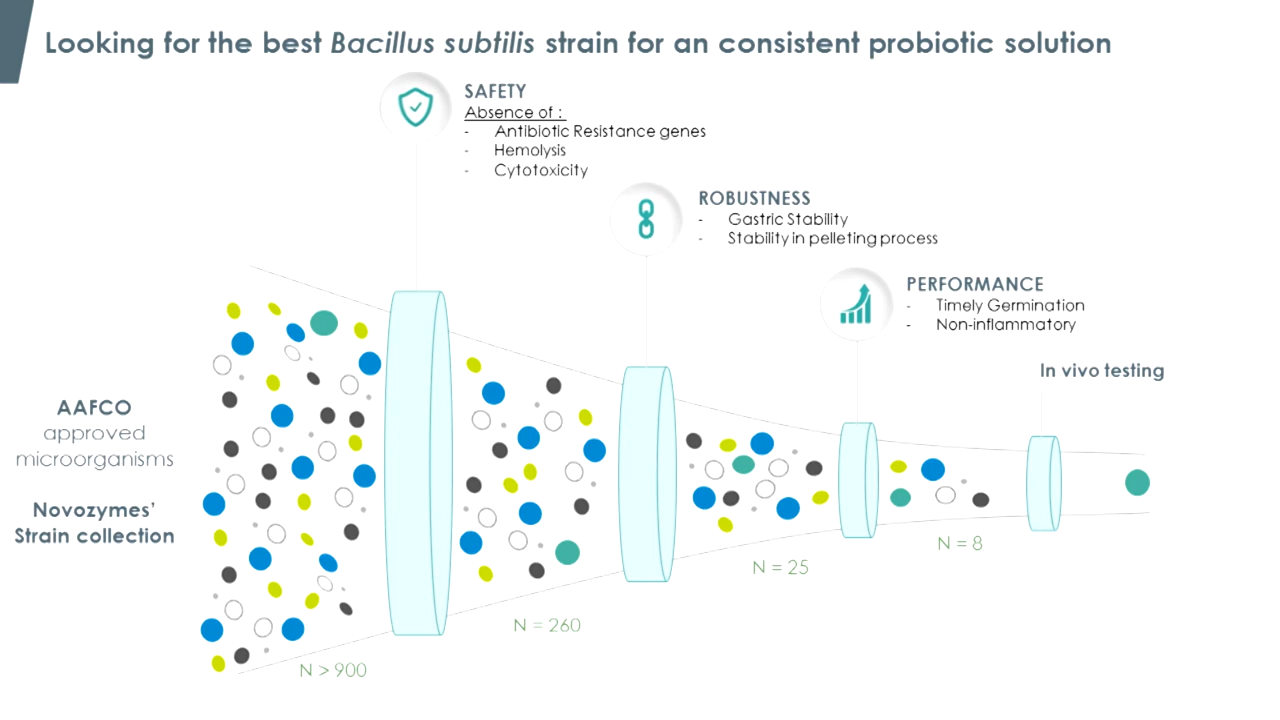 Looking for the best Bacillus subtilis strain for an consistent probiotic solution
SAFETY
Absence of :
- Antibiotic Resistance genes
- Hemolysis
- Cytotoxicity
ROBUSTNESS
- Gastric Stability
- Stability in pelleting process
PERFORMANCE
- Timely Germination
- Non-inflammatory
In vivo testing
AAFCO
approved
microorganisms
Novozymes’
Strain collection
N > 900
N = 260
N = 25
N = 8